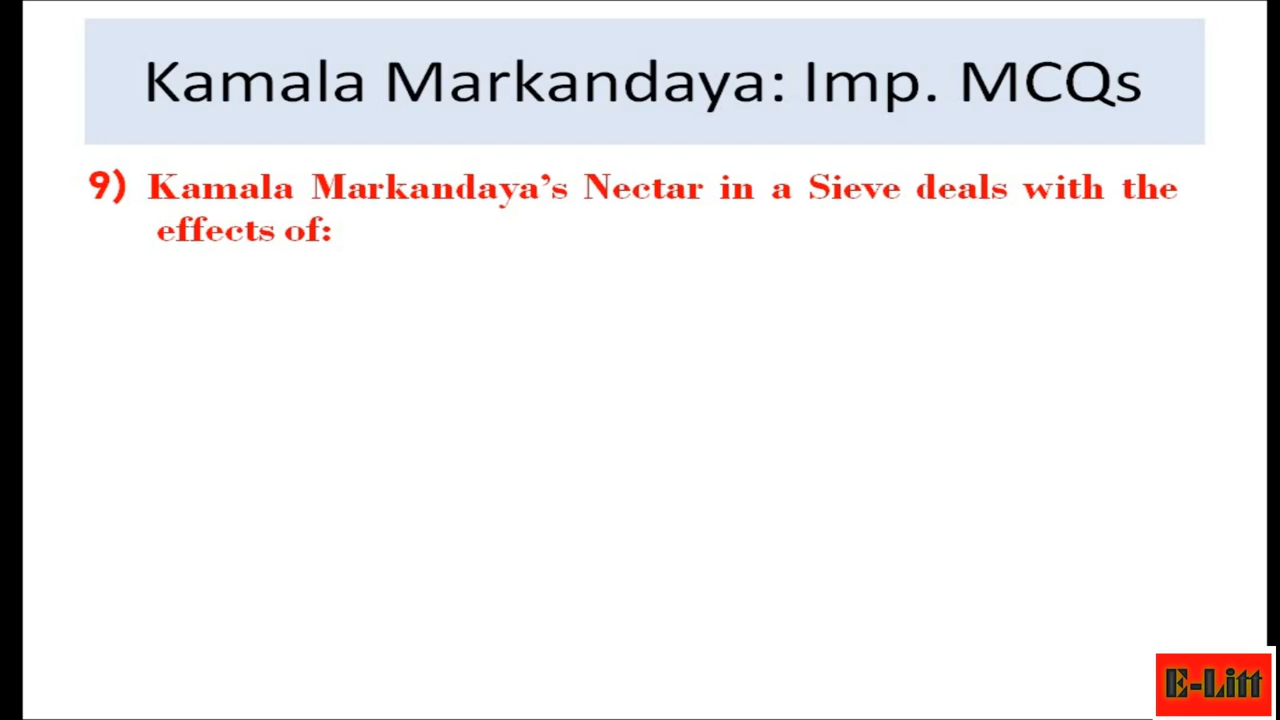 Kamala Markandaya: Imp. MCQs
9) Kamala Markandaya’s Nectar in a Sieve deals with the
effects of:
E-Litt